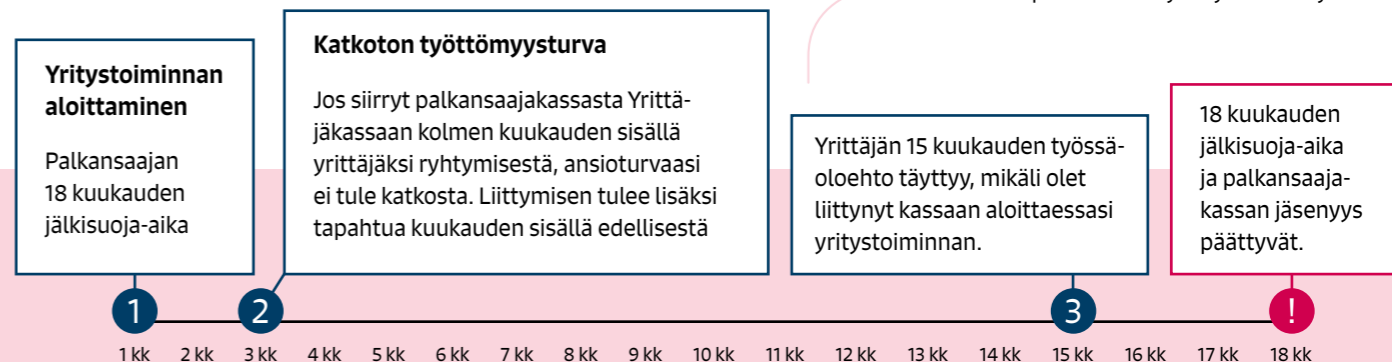 Yritystoiminnan
aloittaminen
Palkansaajan
18 kuukauden
jälkisuoja-aika
Katkoton työttömyysturva
Jos siirryt palkansaajakassasta Yrittä-
jäkassaan kolmen kuukauden sisällä
yrittäjäksi ryhtymisestä, ansioturvaasi
ei tule katkosta. Liittymisen tulee lisäksi
tapahtua kuukauden sisällä edellisestä
Yrittäjän 15 kuukauden työssä-
oloehto täyttyy, mikäli olet
liittynyt kassaan aloittaessasi
yritystoiminnan.
18 kuukauden
jälkisuoja-aika
ja palkansaaja-
kassan jäsenyys
päättyvät.
1 2 3 !
1 kk 2 kk 3 kk 4 kk 5 kk 6 kk 7 kk 8 kk 9 kk 10 kk 11 kk 12 kk 13 kk 14 kk 15 kk 16 kk 17 kk 18 kk